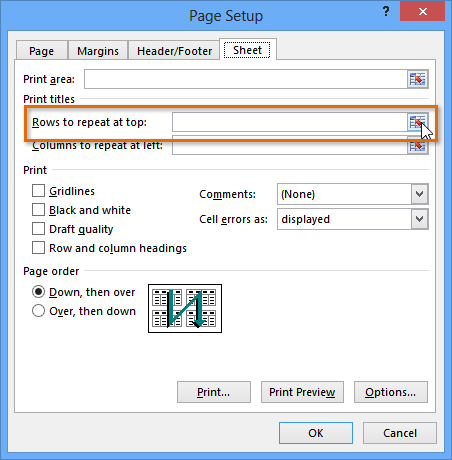 Page Setup
Page Margins Header/Footer Sheet
Print area:
Print titles
Rows to repeat at top:
Columns to repeat at left:
Print
Gridlines Comments: (None)
Black and white Cell errors as: displayed
Draft quality
Row and column headings
Page order
Down, then over
Over, then down
Print... Print Preview Options...
OK Cancel